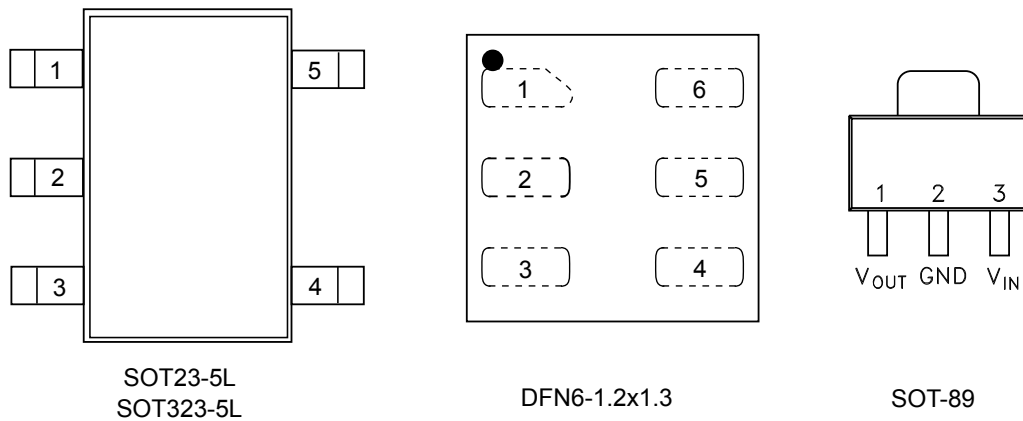 1
5
2
3
4
SOT23-5L
SOT323-5L
1
6
2
5
3
4
DFN6-1.2x1.3
1 2 3
VOUT GND VIN
SOT-89